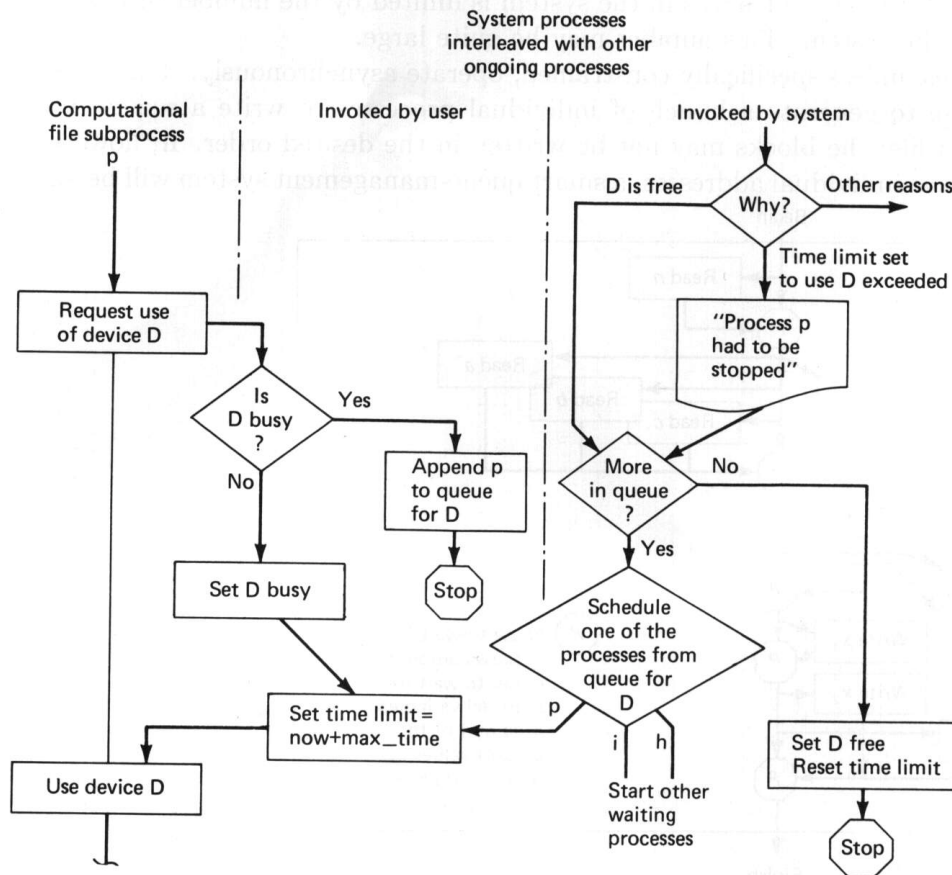 System processes
interleaved with other
ongoing processes
Computational
file subprocess
p
Invoked by user
Invoked by system
D is free
Why?
Other reasons
Time limit set
to use D exceeded
Request use
of device D
"Process p
had to be
stopped"
Is
D busy
?
Yes
No
Append p
to queue
for D
Stop
More
in queue
?
No
Yes
Set D busy
Schedule
one of the
processes from
queue for
D
p
i
h
Set time limit =
now+max_time
Use device D
Start other
waiting
processes
Set D free
Reset time limit
Stop